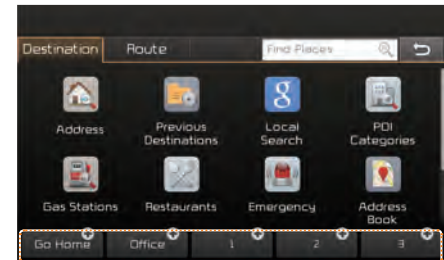 Destination Route Find Places
Address Previous Destinations Local Search POI Categories
Gas Stations Restaurants Emergency Address Book
Go Home Office 1 2 3